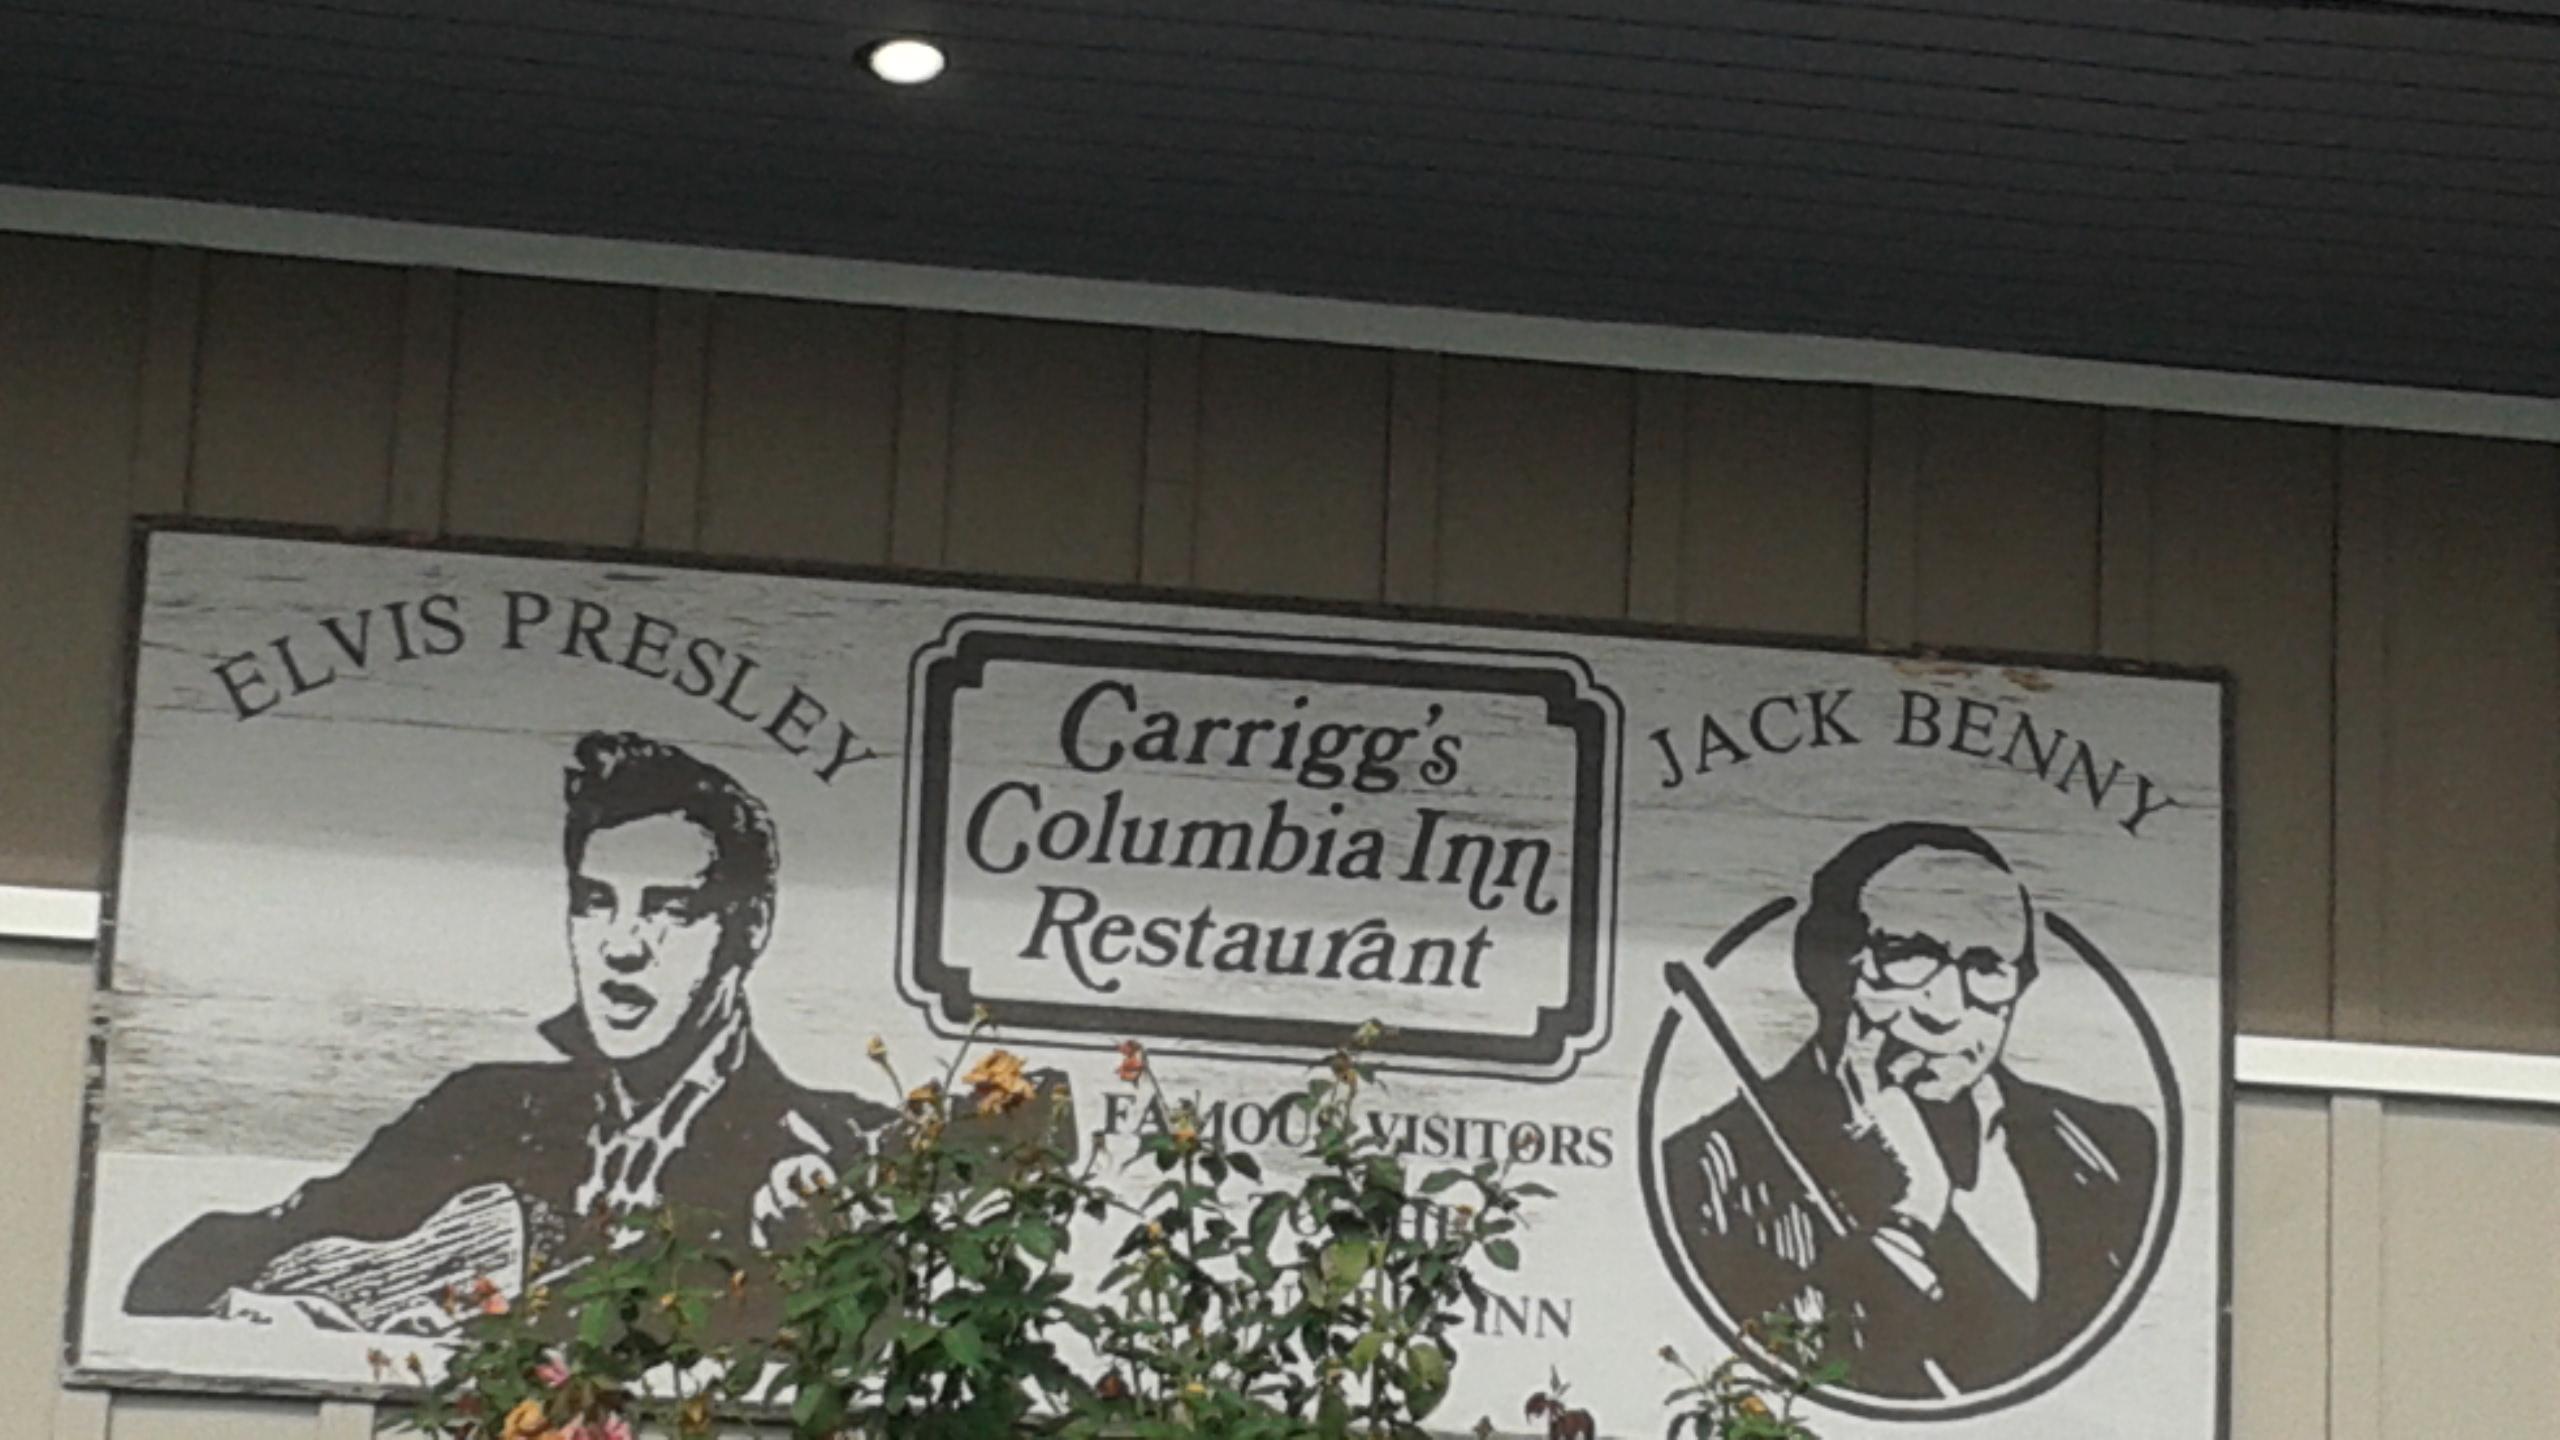 ELVIS PRESLEY
Carrigg's
Columbia Inn
Restaurant
JACK BENNY
FAMOUS VISITORS
INN